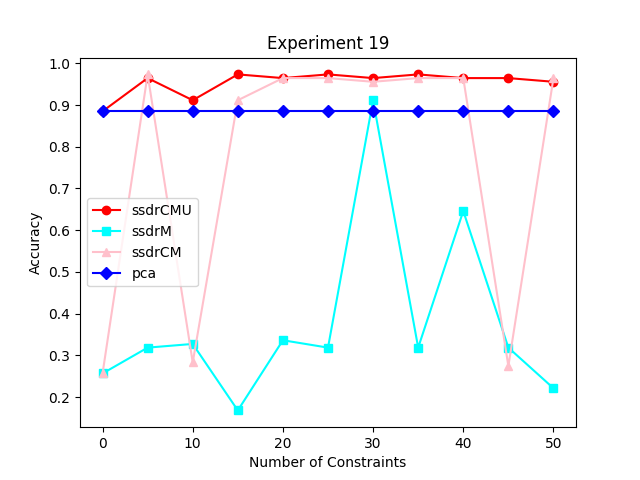 Experiment 19
1.0
0.9
0.8
0.7
0.6
0.5
0.4
0.3
0.2
Accuracy
ssdrCMU
ssdrM
ssdrCM
pca
0 10 20 30 40 50
Number of Constraints